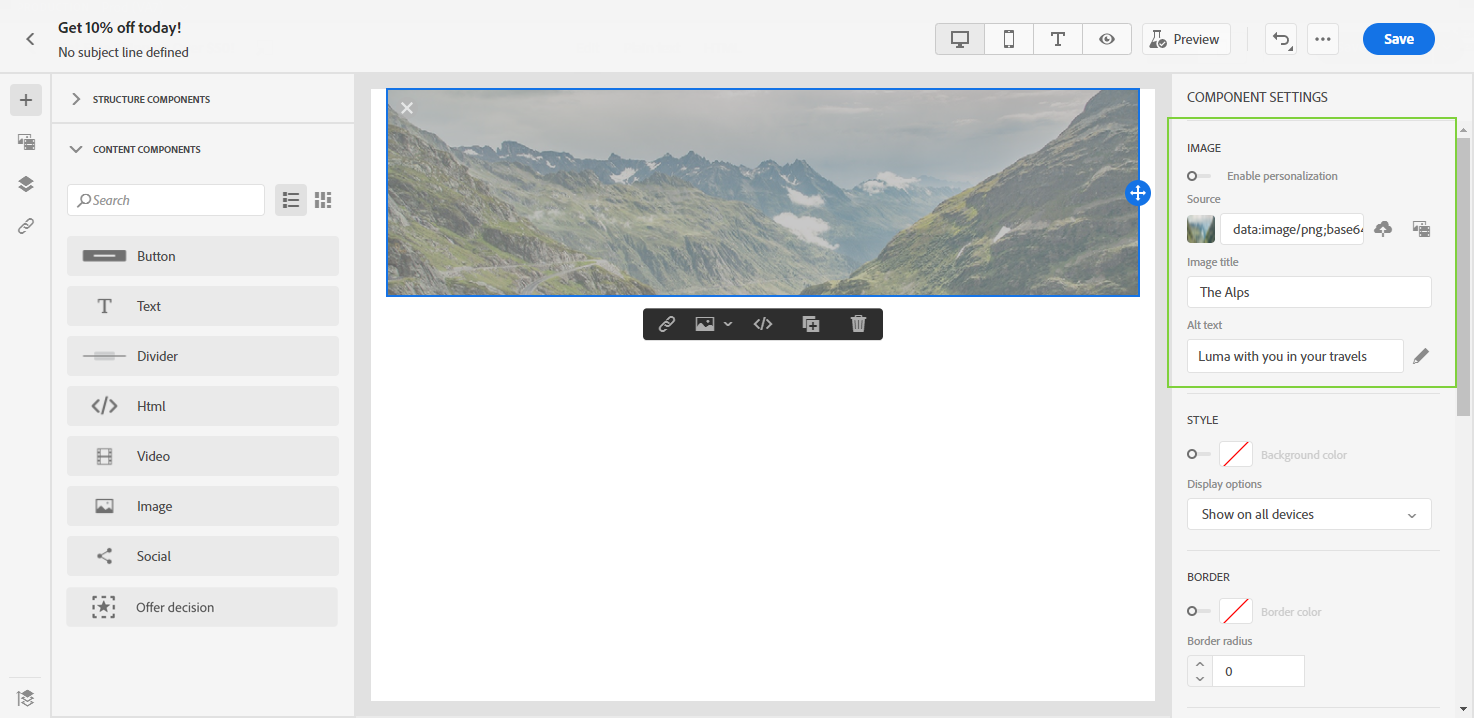 Get 10% off today!
No subject line defined
Preview
Save
STRUCTURE COMPONENTS
CONTENT COMPONENTS
Search
Button
Text
Divider
Html
Video
Image
Social
Offer decision
COMPONENT SETTINGS
IMAGE
Enable personalization
Source
data:image/png;base64
Image title
The Alps
Alt text
Luma with you in your travels
STYLE
Background color
Display options
Show on all devices
BORDER
Border color
Border radius
0